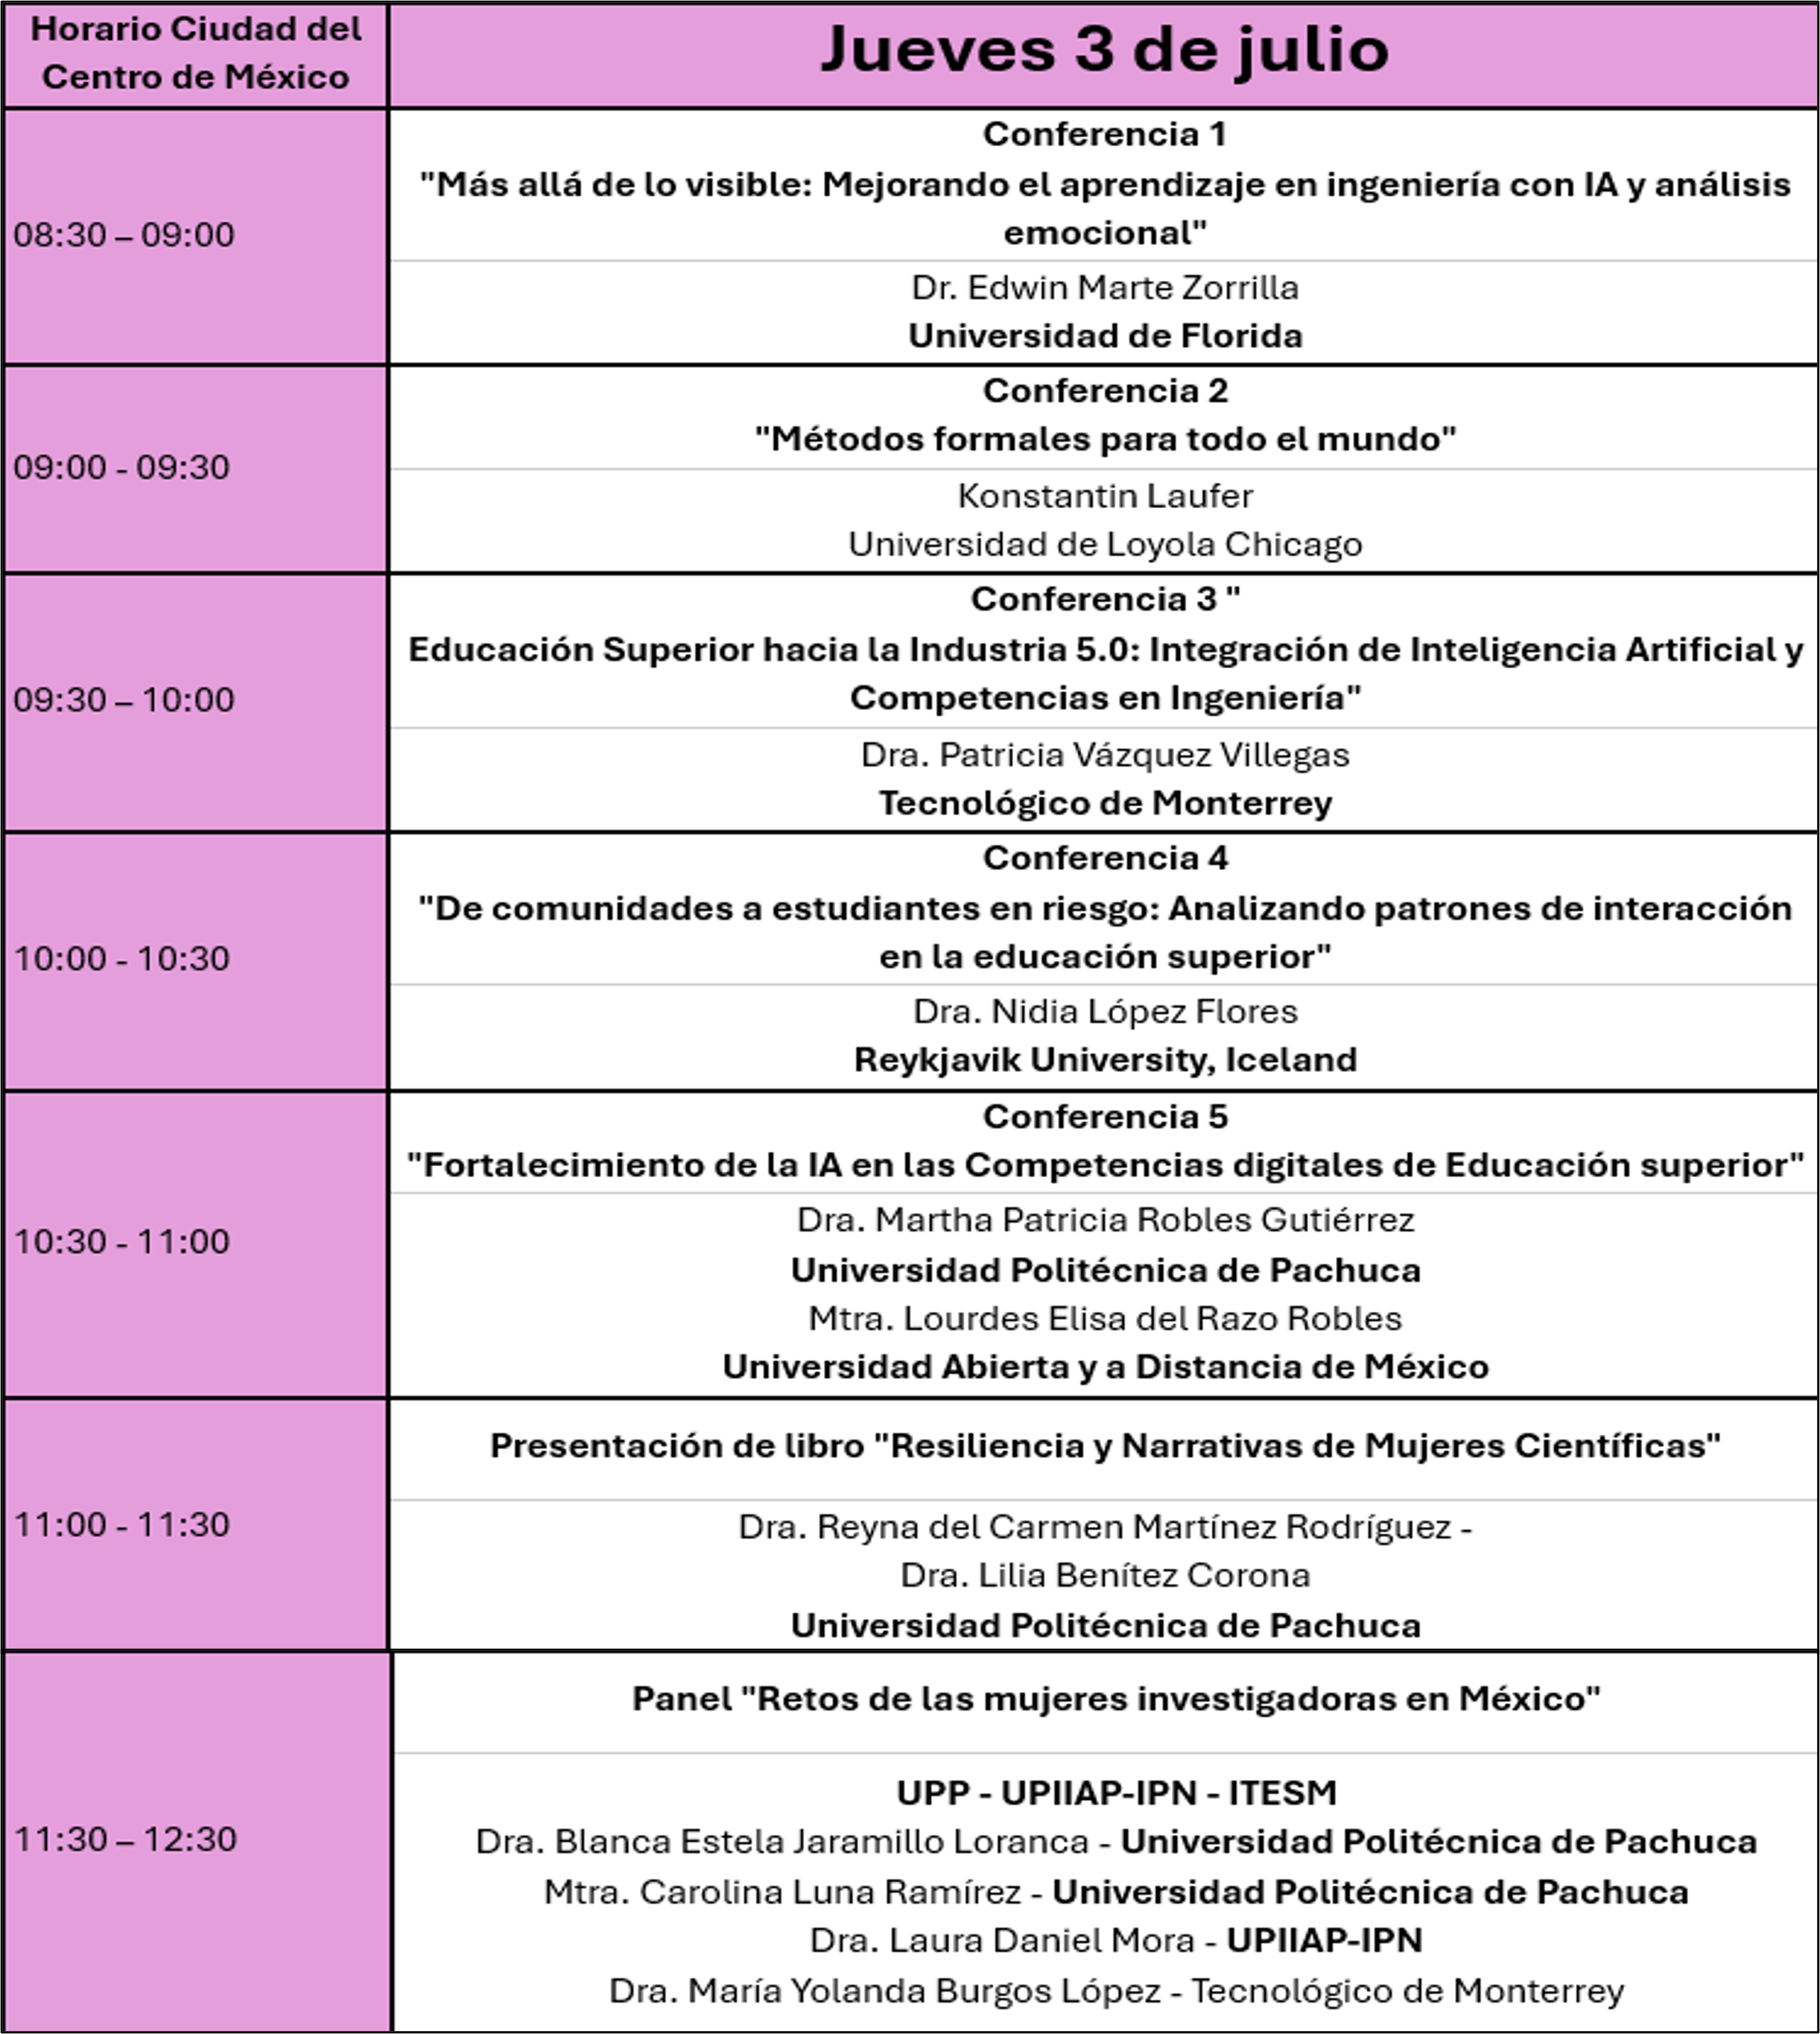 Horario Ciudad del
Centro de México
Jueves 3 de julio
08:30 – 09:00
Conferencia 1
"Más allá de lo visible: Mejorando el aprendizaje en ingeniería con IA y análisis
emocional"
Dr. Edwin Marte Zorrilla
Universidad de Florida
09:00 - 09:30
Conferencia 2
"Métodos formales para todo el mundo"
Konstantin Laufer
Universidad de Loyola Chicago
09:30 – 10:00
Conferencia 3 "
Educación Superior hacia la Industria 5.0: Integración de Inteligencia Artificial y
Competencias en Ingeniería"
Dra. Patricia Vázquez Villegas
Tecnológico de Monterrey
10:00 - 10:30
Conferencia 4
"De comunidades a estudiantes en riesgo: Analizando patrones de interacción
en la educación superior"
Dra. Nidia López Flores
Reykjavik University, Iceland
10:30 - 11:00
Conferencia 5
"Fortalecimiento de la IA en las Competencias digitales de Educación superior"
Dra. Martha Patricia Robles Gutiérrez
Universidad Politécnica de Pachuca
Mtra. Lourdes Elisa del Razo Robles
Universidad Abierta y a Distancia de México
11:00 - 11:30
Presentación de libro "Resiliencia y Narrativas de Mujeres Científicas"
Dra. Reyna del Carmen Martínez Rodríguez -
Dra. Lilia Benítez Corona
Universidad Politécnica de Pachuca
11:30 – 12:30
Panel "Retos de las mujeres investigadoras en México"
UPP - UPIIAP-IPN - ITESM
Dra. Blanca Estela Jaramillo Loranca - Universidad Politécnica de Pachuca
Mtra. Carolina Luna Ramírez - Universidad Politécnica de Pachuca
Dra. Laura Daniel Mora - UPIIAP-IPN
Dra. María Yolanda Burgos López - Tecnológico de Monterrey